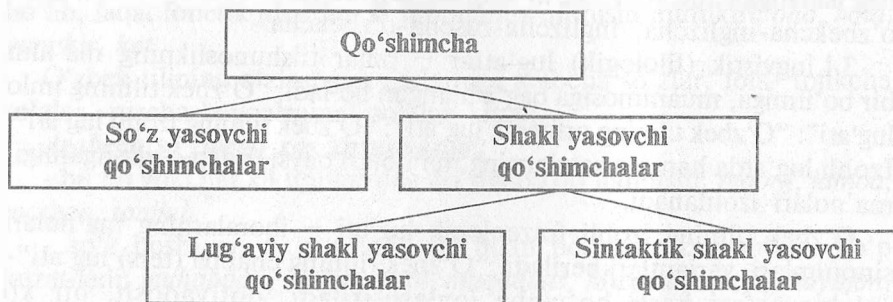 Qo‘shimcha
So‘z yasovchi
qo‘shimchalar
Shakl yasovchi
qo‘shimchalar
Lug‘aviy shakl yasovchi
qo‘shimchalar
Sintaktik shakl yasovchi
qo‘shimchalar